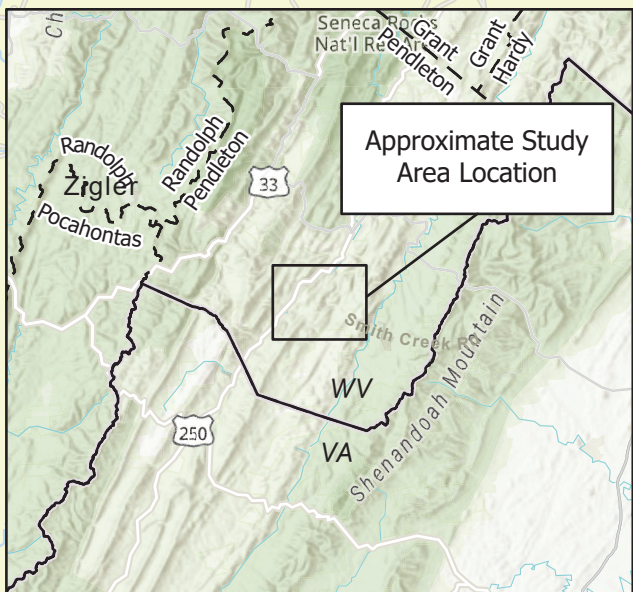 Ch
Seneca Rocks
Nat'l Rec Area
Grant
Pendleton
Grant
Hardy
Approximate Study
Area Location
Randolph
Pendleton
33
Randolph
Zigler
Pocahontas
Smith Creek Rd
Shenandoah Mountain
WV
VA
250